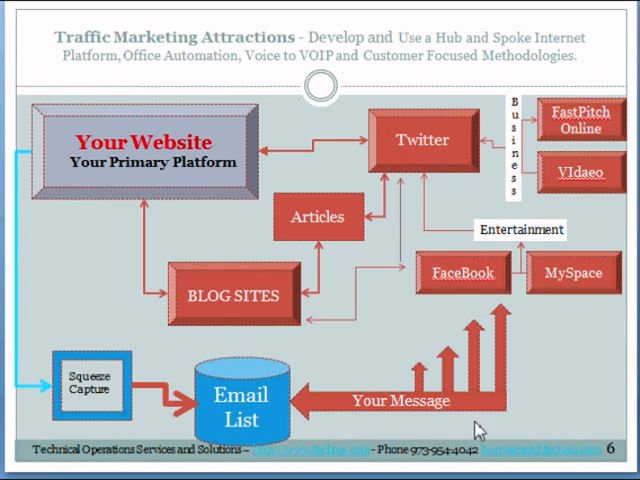 Traffic Marketing Attractions - Develop and Use a Hub and Spoke Internet
Platform, Office Automation, Voice to VOIP and Customer Focused Methodologies.
Your Website
Your Primary Platform
Twitter
Business
FastPitch
Online
VIdaeo
Articles
Entertainment
BLOG SITES
FaceBook
MySpace
Squeeze
Capture
Email
List
Your Message
Technical Operations Services and Solutions – - Phone 973-954-4042 6